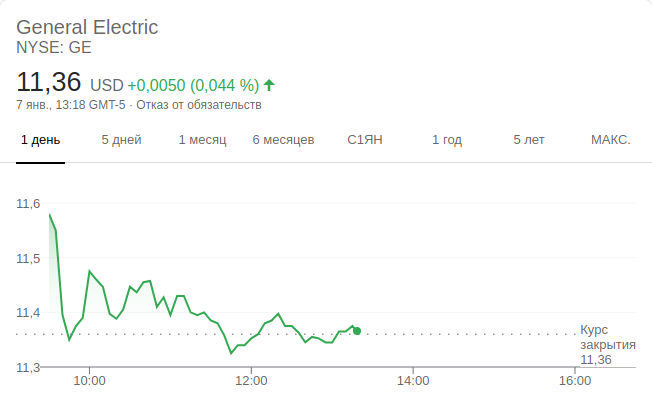 General Electric
NYSE: GE
11,36 USD +0,0050 (0,044 %)
7 янв., 13:18 GMT-5 · Отказ от обязательств
1 день 5 дней 1 месяц 6 месяцев С1ЯН 1 год 5 лет МАКС.
11,6
11,5
11,4
11,3
Курс
закрытия
11,36
10:00 12:00 14:00 16:00